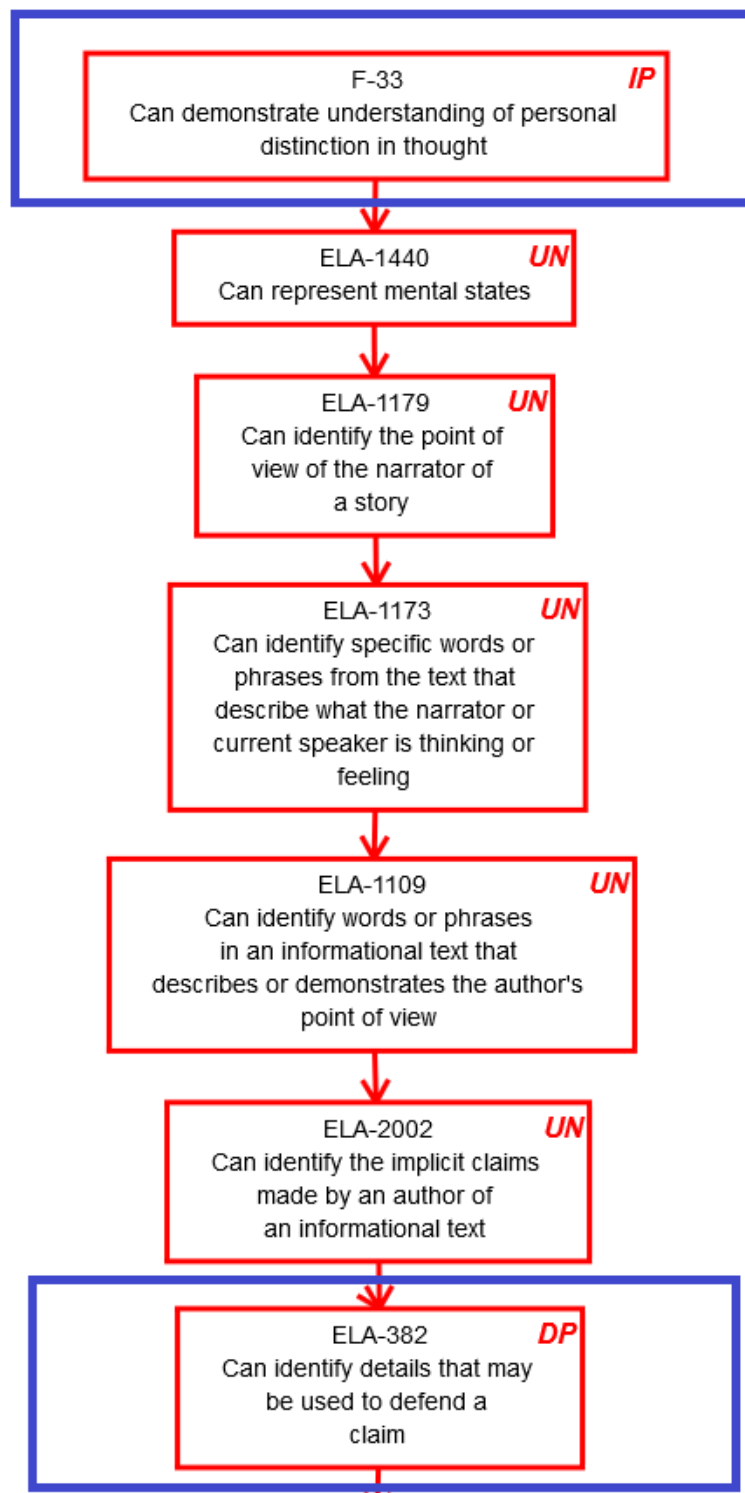 F-33 IP
Can demonstrate understanding of personal
distinction in thought
ELA-1440 UN
Can represent mental states
ELA-1179 UN
Can identify the point of
view of the narrator of
a story
ELA-1173 UN
Can identify specific words or
phrases from the text that
describe what the narrator or
current speaker is thinking or
feeling
ELA-1109 UN
Can identify words or phrases
in an informational text that
describes or demonstrates the author's
point of view
ELA-2002 UN
Can identify the implicit claims
made by an author of
an informational text
ELA-382 DP
Can identify details that may
be used to defend a
claim